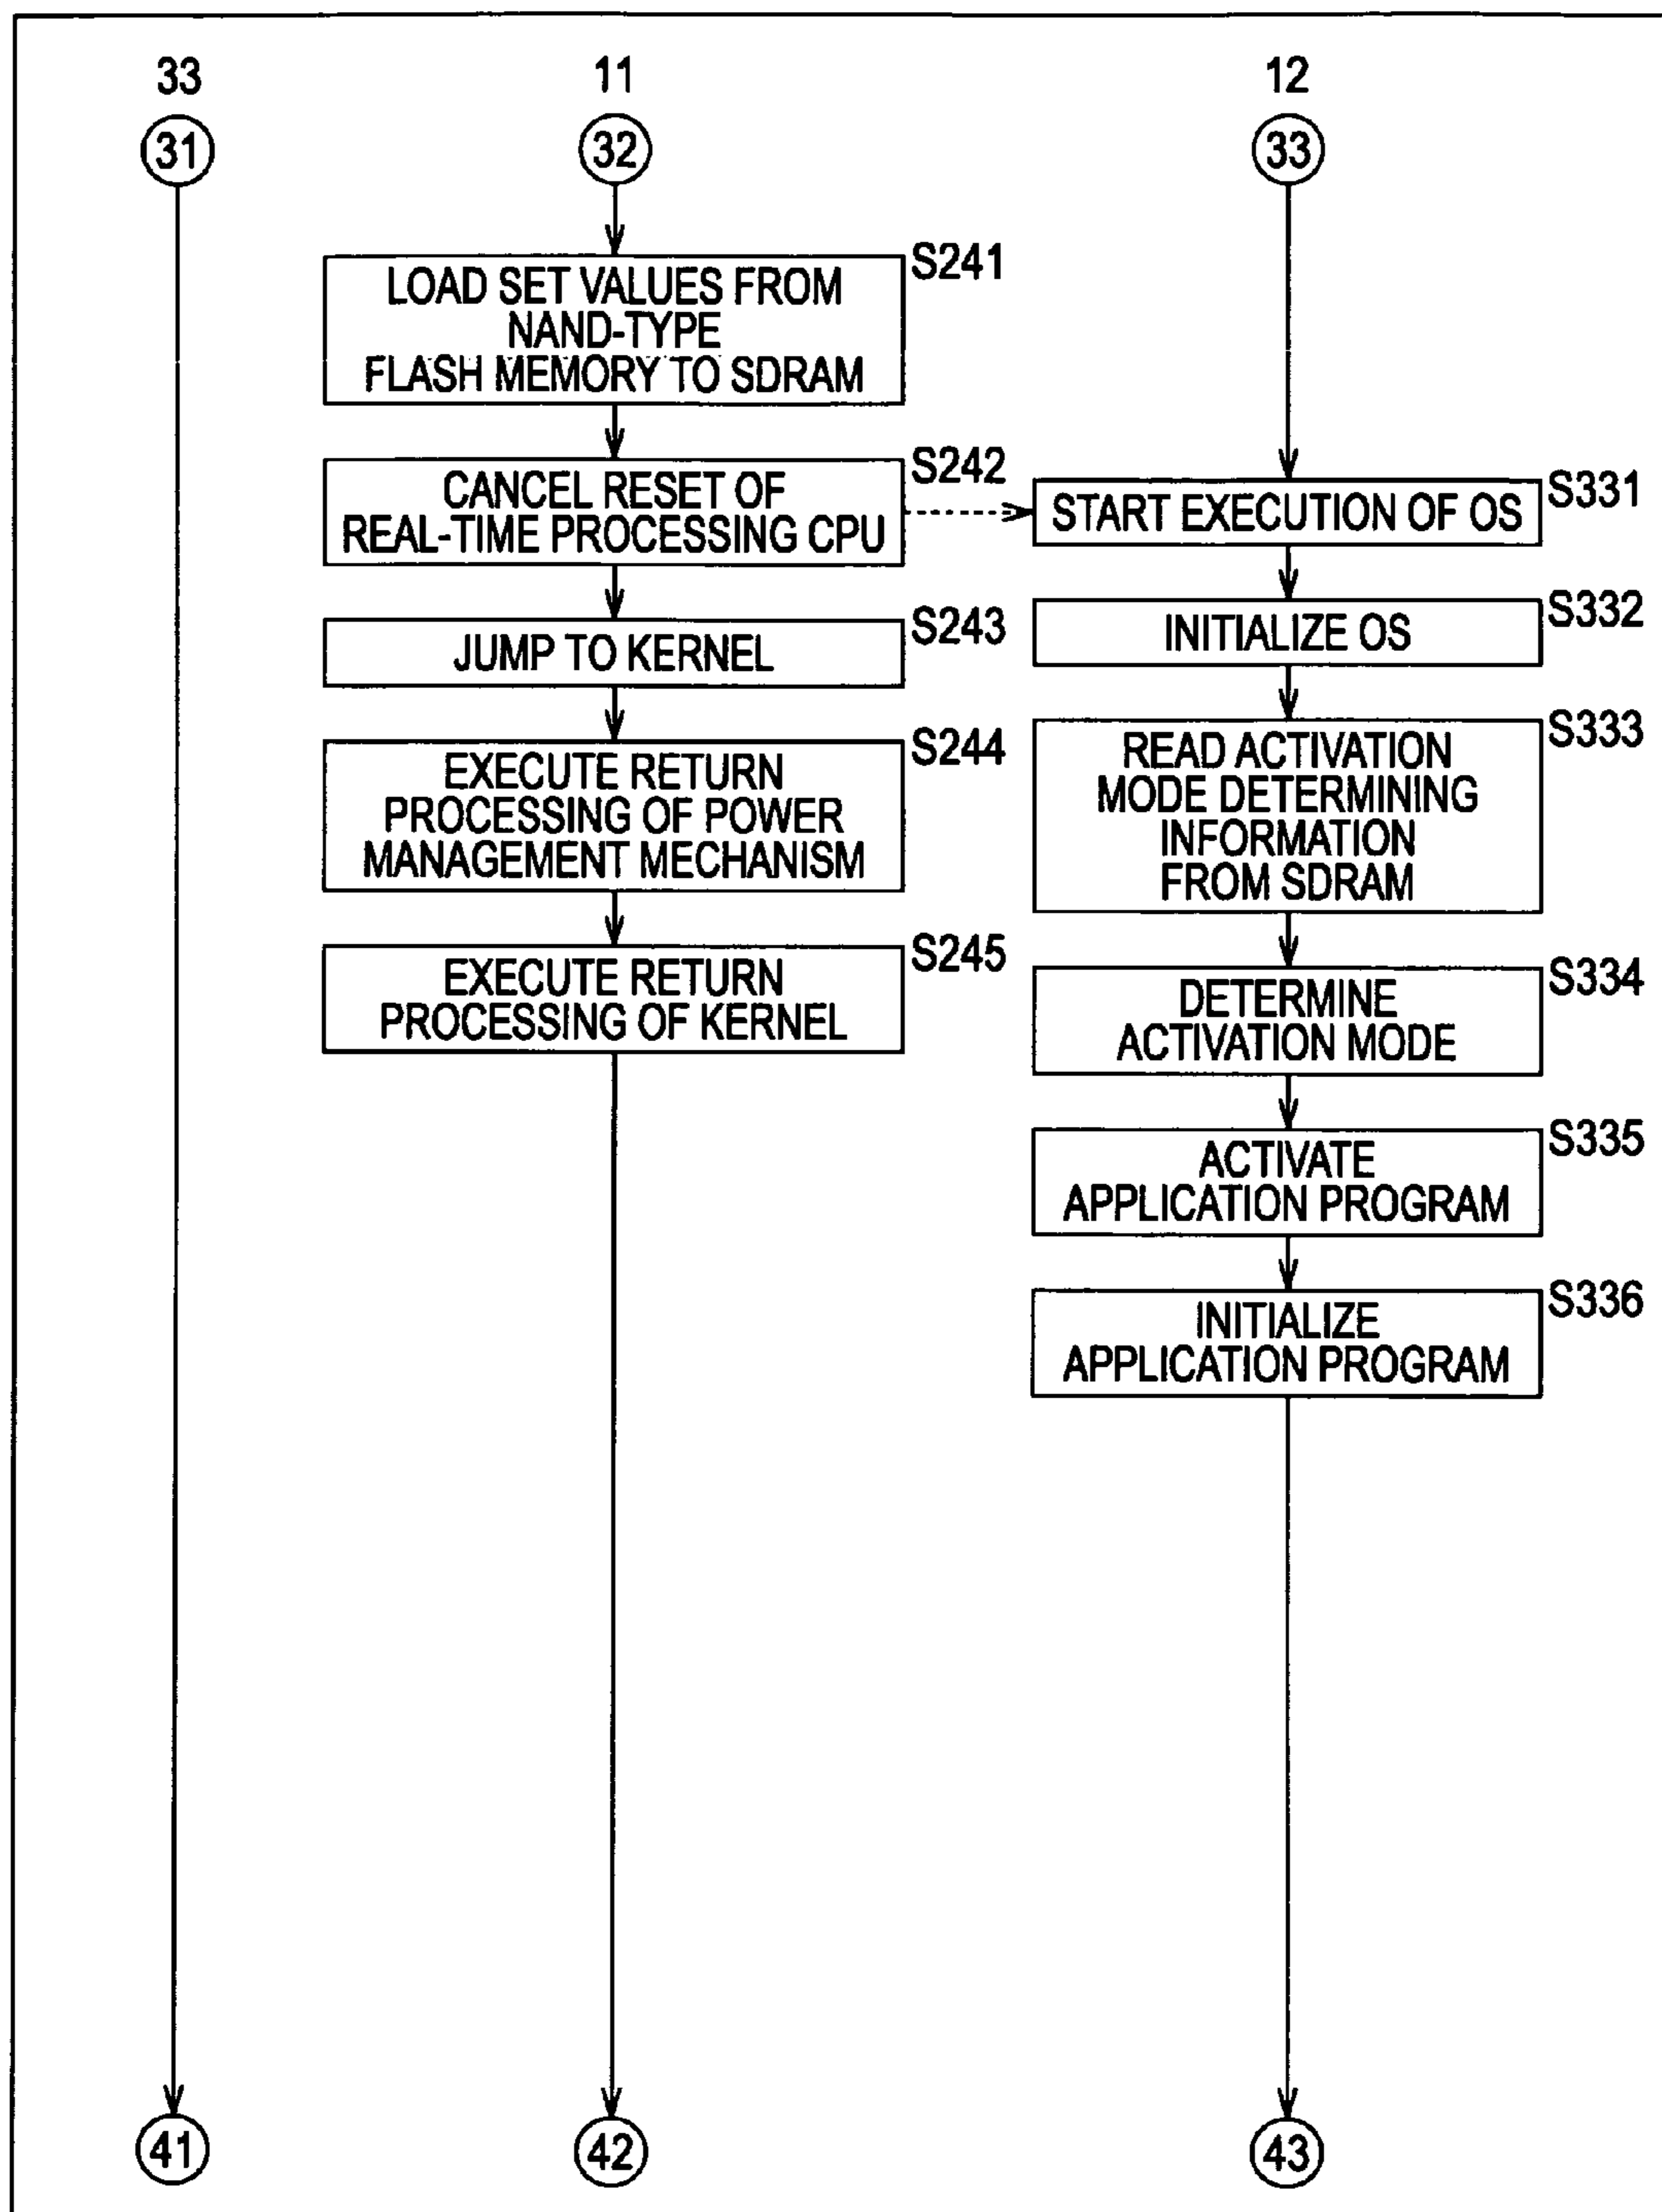 33
11
12
31
32
33
S241
LOAD SET VALUES FROM
NAND-TYPE
FLASH MEMORY TO SDRAM
S242
CANCEL RESET OF
REAL-TIME PROCESSING CPU
S331
START EXECUTION OF OS
S243
JUMP TO KERNEL
S332
INITIALIZE OS
S244
EXECUTE RETURN
PROCESSING OF POWER
MANAGEMENT MECHANISM
S333
READ ACTIVATION
MODE DETERMINING
INFORMATION
FROM SDRAM
S245
EXECUTE RETURN
PROCESSING OF KERNEL
S334
DETERMINE
ACTIVATION MODE
S335
ACTIVATE
APPLICATION PROGRAM
S336
INITIALIZE
APPLICATION PROGRAM
41
42
43